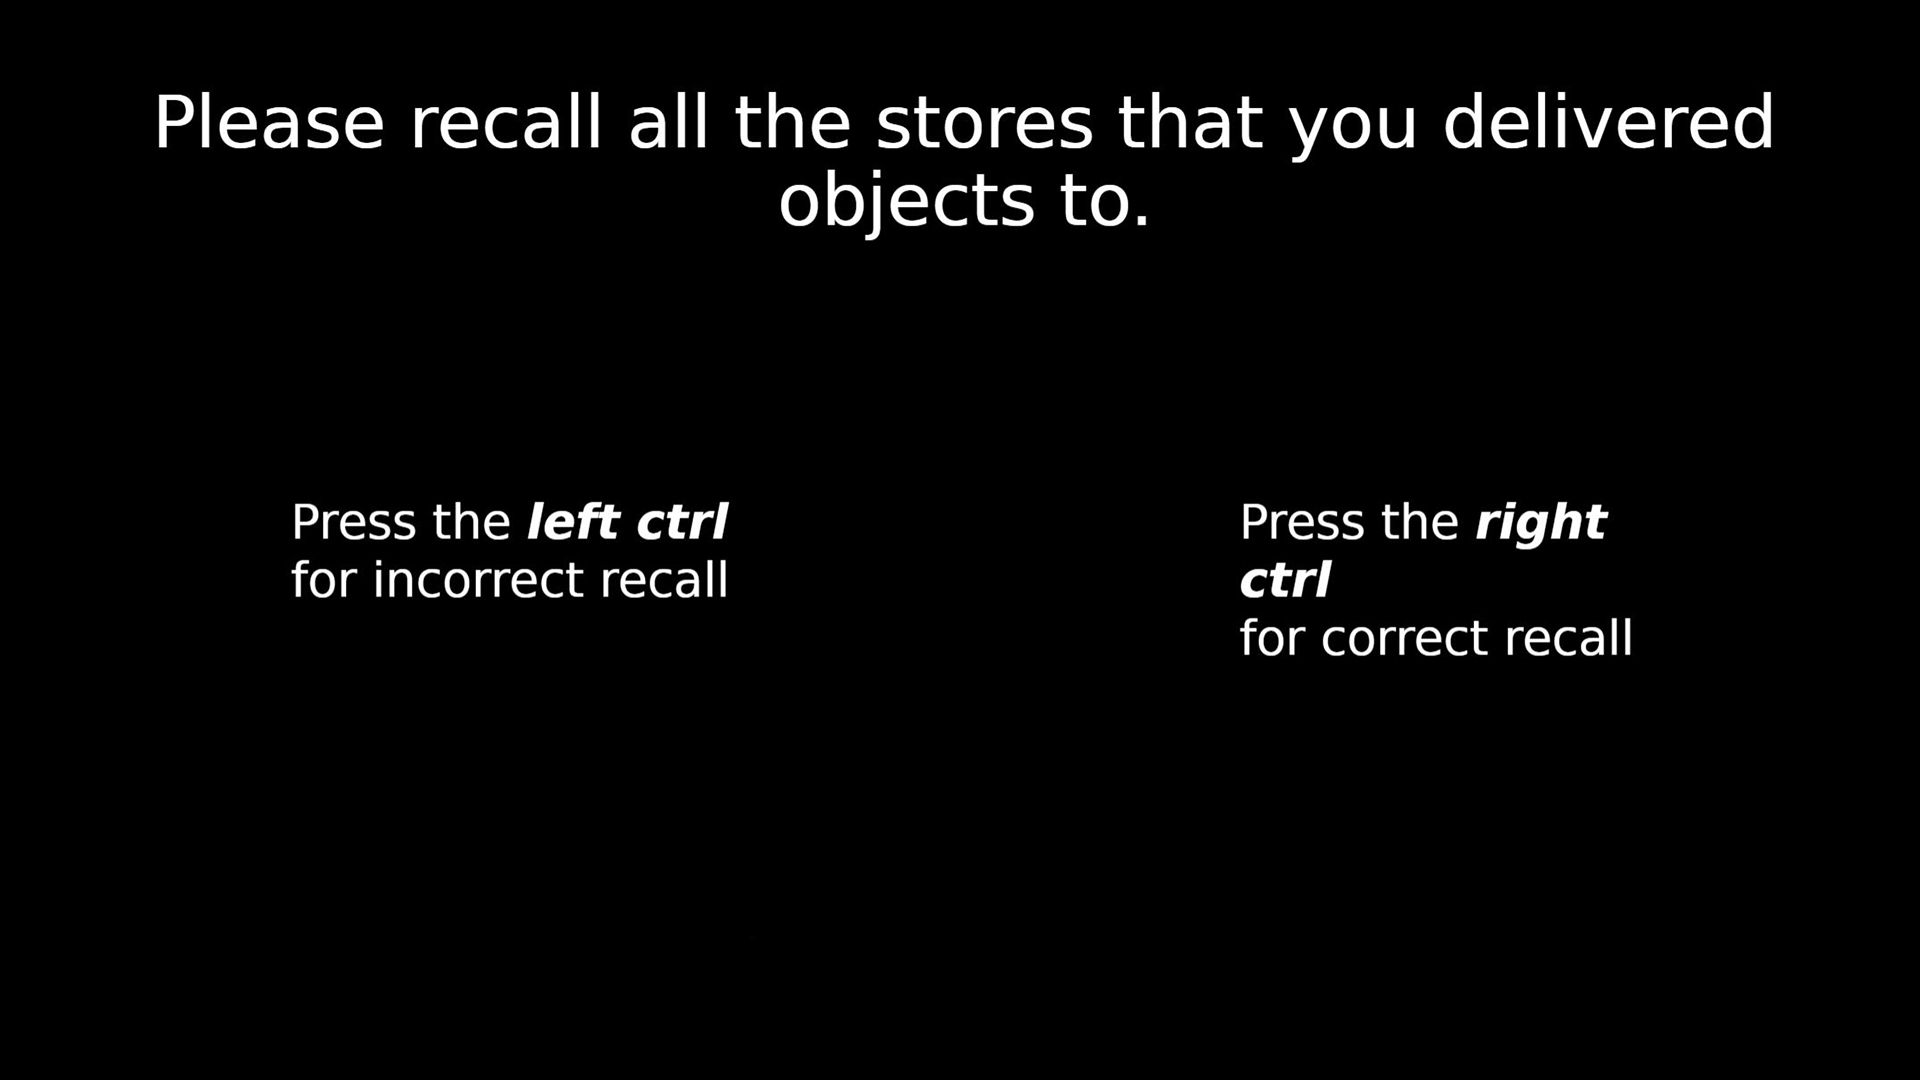 Please recall all the stores that you delivered
objects to.
Press the left ctrl
for incorrect recall
Press the right
ctrl
for correct recall